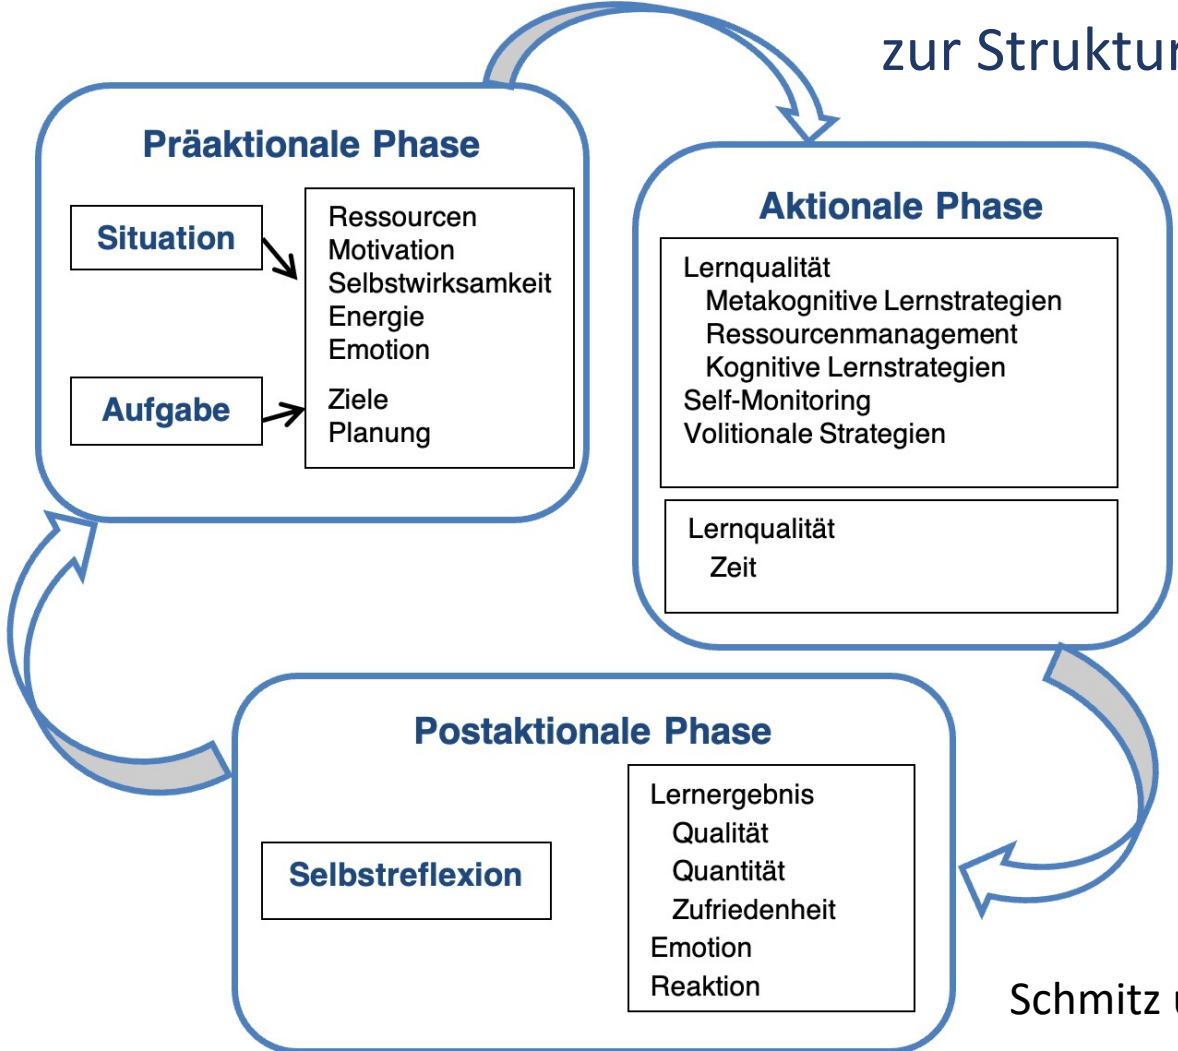 zur Struktur
Präaktionale Phase
Situation
Aufgabe
Ressourcen
Motivation
Selbstwirksamkeit
Energie
Emotion
Ziele
Planung
Aktionale Phase
Lernqualität
Metakognitive Lernstrategien
Ressourcenmanagement
Kognitive Lernstrategien
Self-Monitoring
Volitionale Strategien
Lernqualität
Zeit
Postaktionale Phase
Selbstreflexion
Lernergebnis
Qualität
Quantität
Zufriedenheit
Emotion
Reaktion
Schmitz